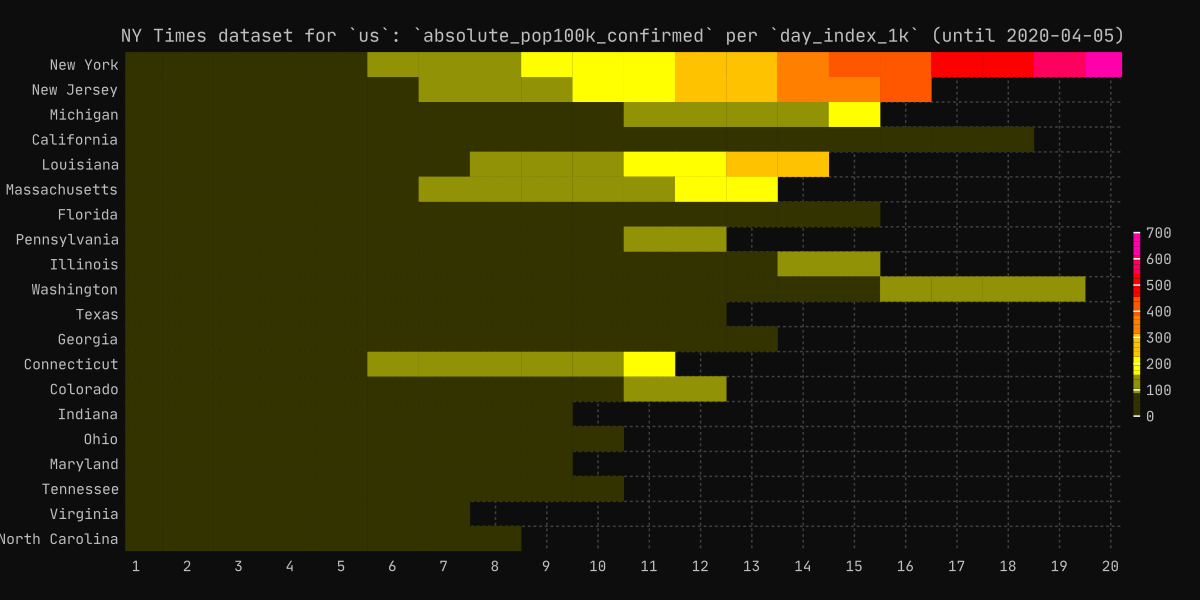 NY Times dataset for `us`: `absolute_pop100k_confirmed` per `day_index_1k` (until 2020-04-05)
New York
New Jersey
Michigan
California
Louisiana
Massachusetts
Florida
Pennsylvania
Illinois
Washington
Texas
Georgia
Connecticut
Colorado
Indiana
Ohio
Maryland
Tennessee
Virginia
North Carolina
1 2 3 4 5 6 7 8 9 10 11 12 13 14 15 16 17 18 19 20
700
600
500
400
300
200
100
0